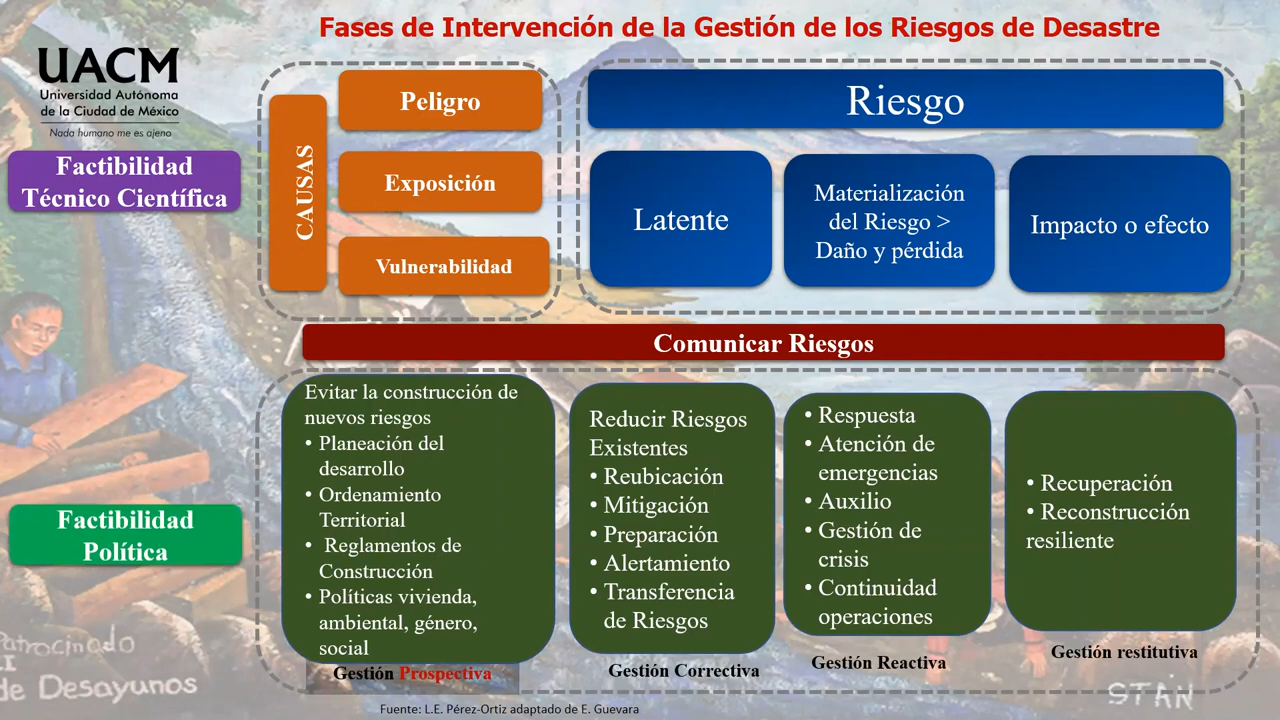 Fases de Intervención de la Gestión de los Riesgos de Desastre
UACM
Universidad Autónoma
de la Ciudad de México
Nada humano me es ajeno
Factibilidad
Técnico Científica
CAUSAS
Peligro
Exposición
Vulnerabilidad
Riesgo
Latente
Materialización
del Riesgo >
Daño y pérdida
Impacto o efecto
Comunicar Riesgos
Factibilidad
Política
Evitar la construcción de
nuevos riesgos
• Planeación del
desarrollo
• Ordenamiento
Territorial
• Reglamentos de
Construcción
• Políticas vivienda,
ambiental, género,
social
Gestión Prospectiva
Reducir Riesgos
Existentes
• Reubicación
• Mitigación
• Preparación
• Alertamiento
• Transferencia
de Riesgos
Gestión Correctiva
• Respuesta
• Atención de
emergencias
• Auxilio
• Gestión de
crisis
• Continuidad
operaciones
Gestión Reactiva
• Recuperación
• Reconstrucción
resiliente
Gestión restitutiva
Patrocinado
de Desayunos
Fuente: L.E. Pérez-Ortiz adaptado de E. Guevara